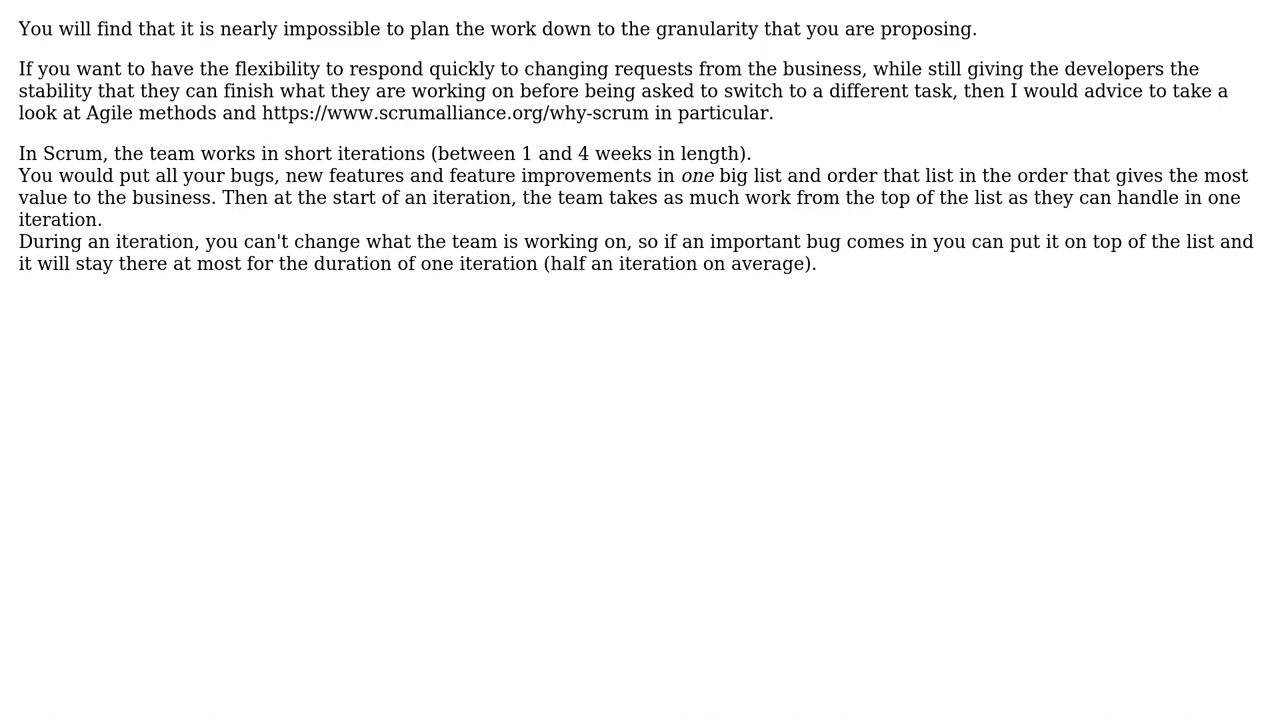 You will find that it is nearly impossible to plan the work down to the granularity that you are proposing.
If you want to have the flexibility to respond quickly to changing requests from the business, while still giving the developers the
stability that they can finish what they are working on before being asked to switch to a different task, then I would advice to take a
look at Agile methods and https://www.scrumalliance.org/why-scrum in particular.
In Scrum, the team works in short iterations (between 1 and 4 weeks in length).
You would put all your bugs, new features and feature improvements in one big list and order that list in the order that gives the most
value to the business. Then at the start of an iteration, the team takes as much work from the top of the list as they can handle in one
iteration.
During an iteration, you can't change what the team is working on, so if an important bug comes in you can put it on top of the list and
it will stay there at most for the duration of one iteration (half an iteration on average).